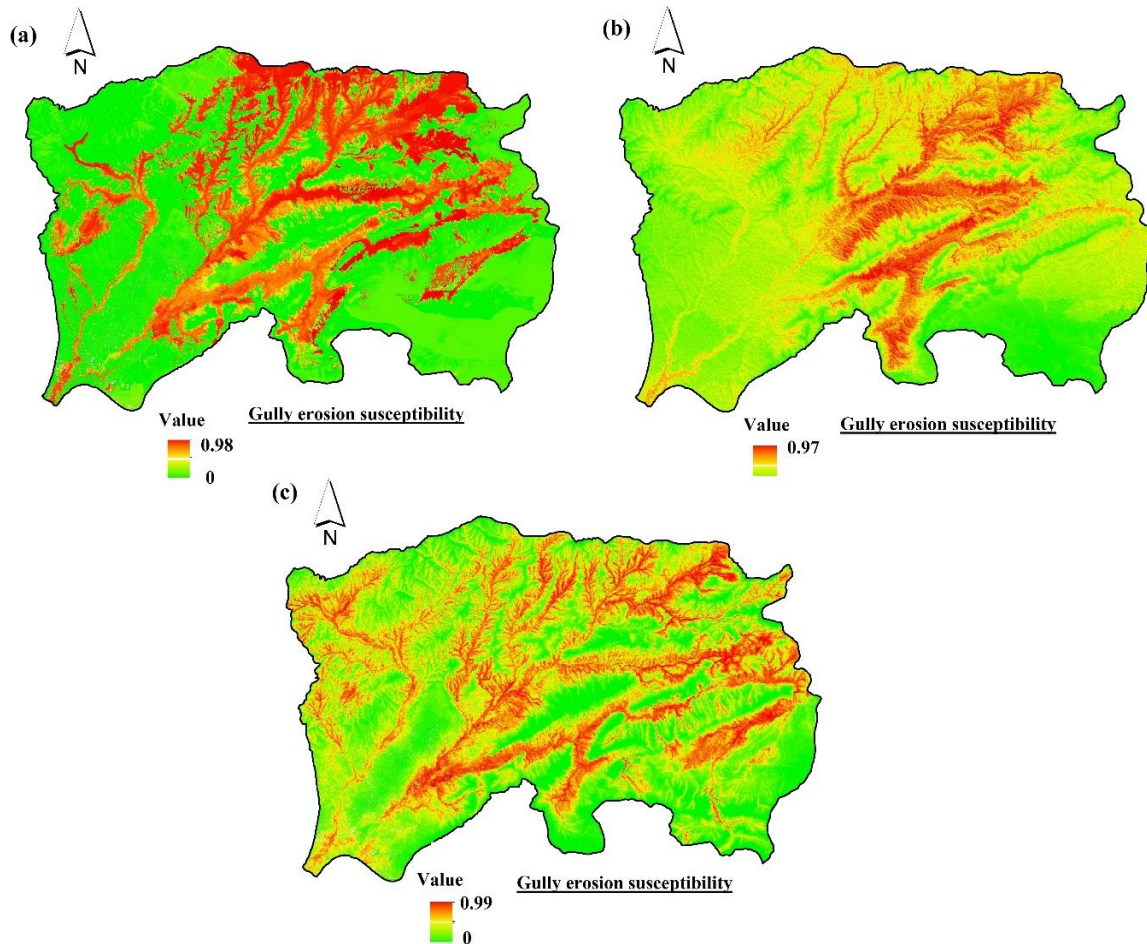 (a)
N
Value
0.98
0
Gully erosion susceptibility
(b)
N
Value
0.97
Gully erosion susceptibility
(c)
N
Value
0.99
0
Gully erosion susceptibility